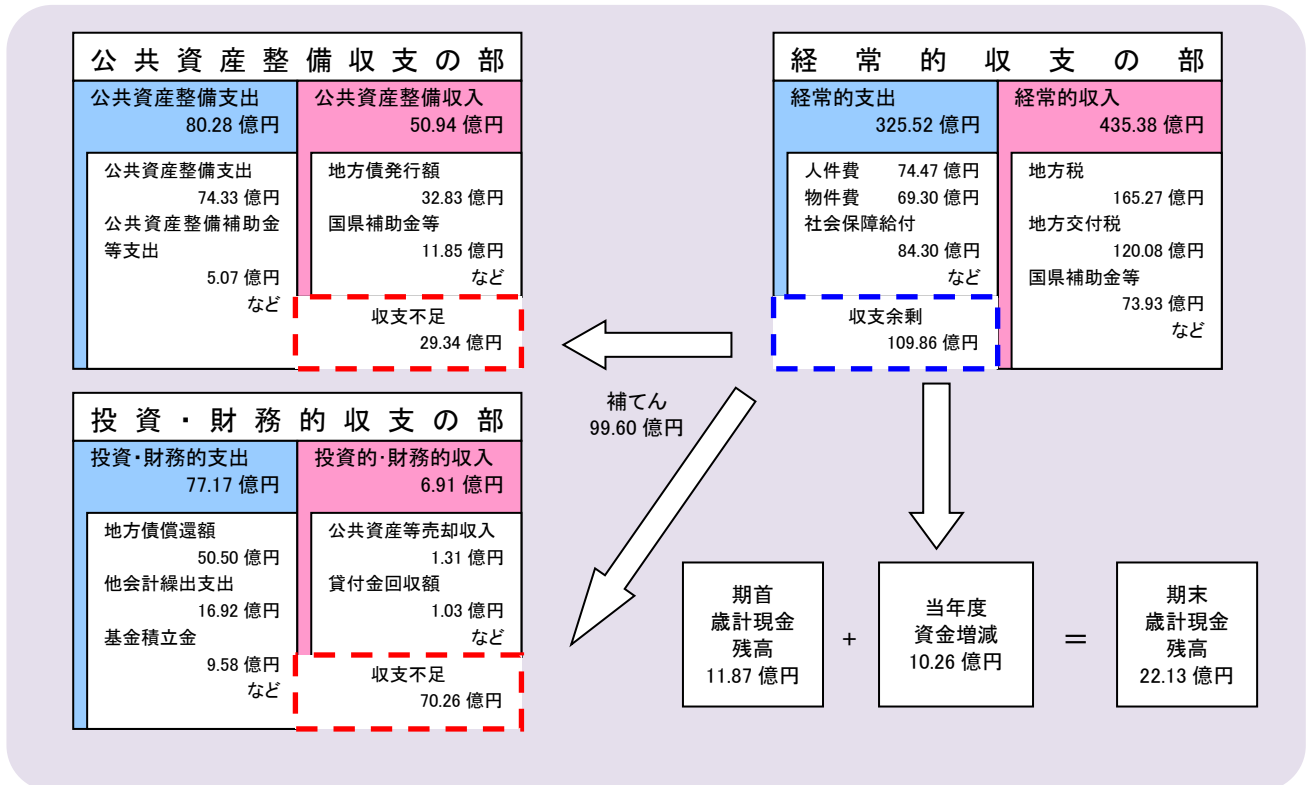 公共資産整備収支の部
公共資産整備支出
80.28 億円
公共資産整備収入
50.94 億円
公共資産整備支出
74.33 億円
公共資産整備補助金
等支出
5.07 億円
など
地方債発行額
32.83 億円
国県補助金等
11.85 億円
など
収支不足
29.34 億円
経常的収支の部
経常的支出
325.52 億円
経常的収入
435.38 億円
人件費 74.47 億円
物件費 69.30 億円
社会保障給付
84.30 億円
など
収支余剰
109.86 億円
地方税
165.27 億円
地方交付税
120.08 億円
国県補助金等
73.93 億円
など
補てん
99.60 億円
投資・財務的収支の部
投資・財務的支出
77.17 億円
投資的・財務的収入
6.91 億円
地方債償還額
50.50 億円
他会計繰出支出
16.92 億円
基金積立金
9.58 億円
など
公共資産等売却収入
1.31 億円
貸付金回収額
1.03 億円
など
収支不足
70.26 億円
期首
歳計現金
残高
11.87 億円
+
当年度
資金増減
10.26 億円
=
期末
歳計現金
残高
22.13 億円